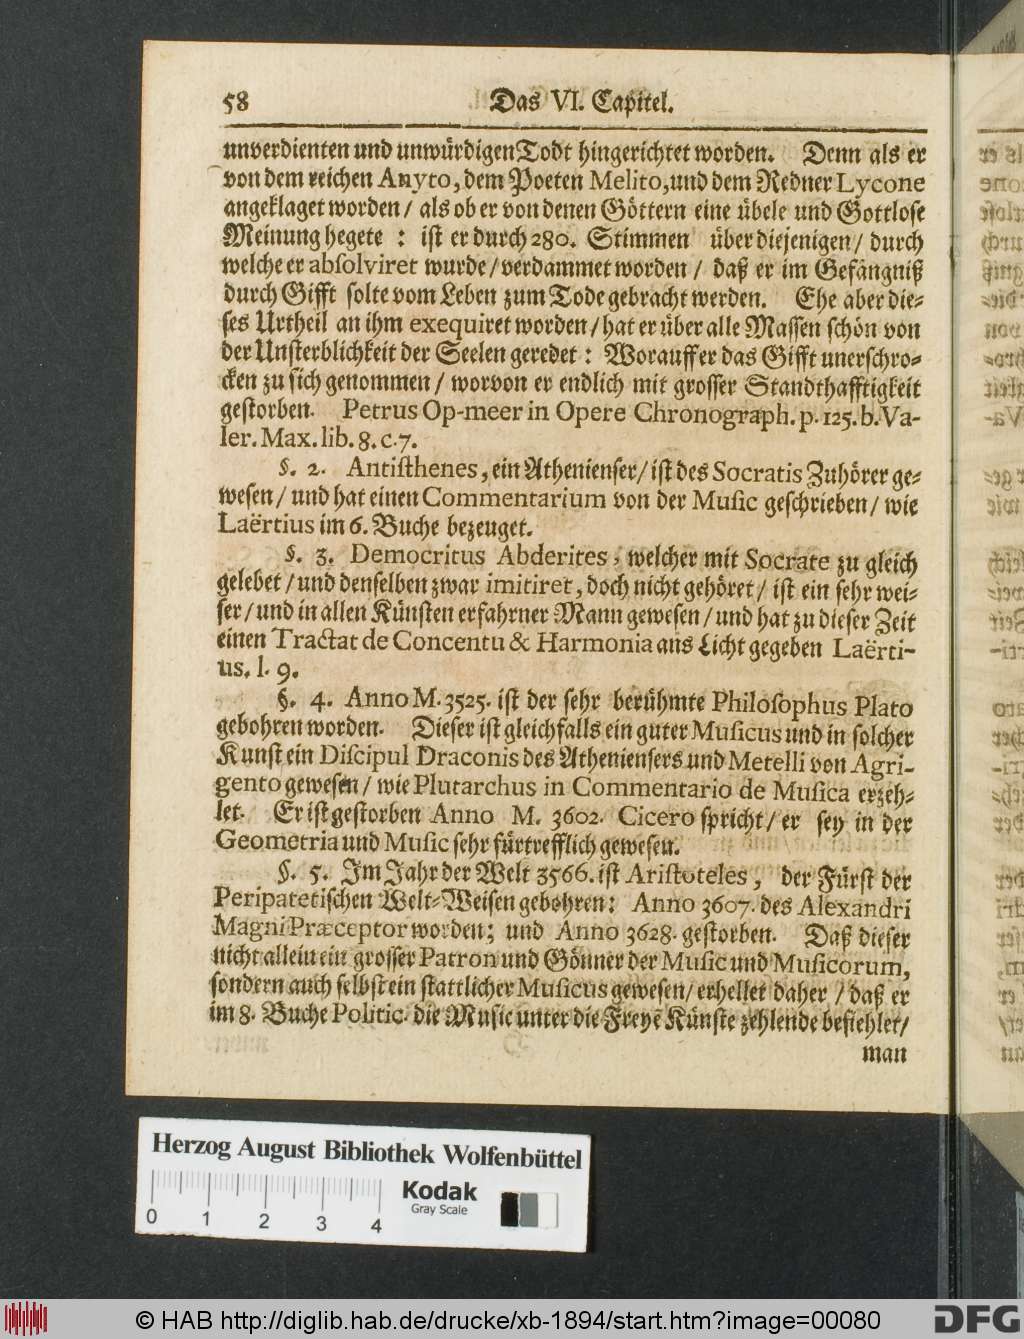 58 Das VI. Capitel.
unverdienten und unwürdigen Todt hingerichtet worden. Denn als er
von dem reichen Anyto, dem Poeten Melito, und dem Redner Lycone
angeklaget worden / als ob er von denen Göttern eine übele und Gottlose
Meinung hegete : ist er durch 280. Stimmen über diejenigen / durch
welche er absolviret wurde / verdammet worden / daß er im Gefängniß
durch Gifft solte vom Leben zum Tode gebracht werden. Ehe aber die-
ses Urtheil an ihm exequiret worden / hat er über alle Massen schön von
der Unsterblichkeit der Seelen geredet : Worauff er das Gifft unerschro-
cken zu sich genommen / worvon er endlich mit grosser Standthafftigkeit
gestorben. Petrus Op-meer in Opere Chronograph. p. 125. b. Va-
ler. Max. lib. 8. c. 7.
§. 2. Antisthenes, ein Athenienser / ist des Socratis Zuhörer ge-
wesen / und hat einen Commentarium von der Music geschrieben / wie
Laërtius im 6. Buche bezeuget.
§. 3. Democritus Abderites, welcher mit Socrate zu gleich
gelebet / und denselben zwar imitiret, doch nicht gehöret / ist ein sehr wei-
ser / und in allen Künsten erfahrner Mann gewesen / und hat zu dieser Zeit
einen Tractat de Concentu & Harmonia ans Licht gegeben Laërti-
us. l. 9.
§. 4. Anno M. 3525. ist der sehr berühmte Philosophus Plato
gebohren worden. Dieser ist gleichfalls ein guter Musicus und in solcher
Kunst ein Discipul Draconis des Atheniensers und Metelli von Agri-
gento gewesen / wie Plutarchus in Commentario de Musica erzeh-
let. Er ist gestorben Anno M. 3602. Cicero spricht / er sey in der
Geometria und Music sehr fürtrefflich gewesen.
§. 5. Im Jahr der Welt 3566. ist Aristoteles, der Fürst der
Peripatetischen Welt-Weisen gebohren: Anno 3607. des Alexandri
Magni Præceptor worden; und Anno 3628. gestorben. Daß dieser
nicht allein ein grosser Patron und Gönner der Music und Musicorum,
sondern auch selbst ein stattlicher Musicus gewesen / erhellet daher / daß er
im 8. Buche Politic. die Music unter die Freyē Künste zehlende befiehlet /
man
Herzog August Bibliothek Wolfenbüttel
Kodak
Gray Scale
0 1 2 3 4
© HAB http://diglib.hab.de/drucke/xb-1894/start.htm?image=00080
DFG